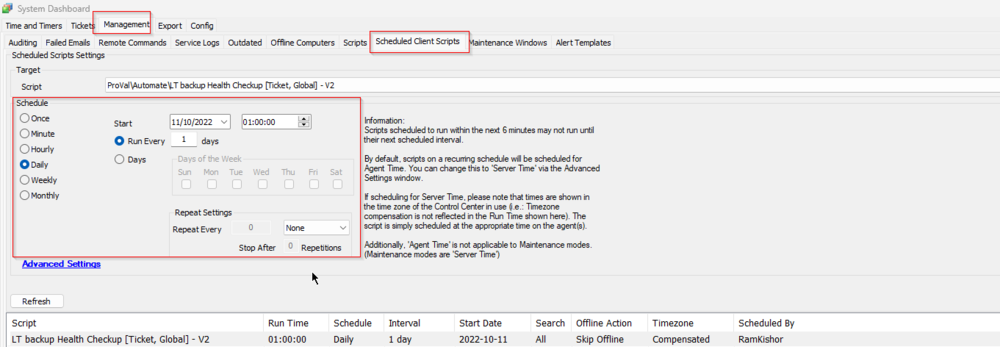 System Dashboard
Time and Timers Tickets Management Export Config
Auditing Failed Emails Remote Commands Service Logs Outdated Offline Computers Scripts Scheduled Client Scripts Maintenance Windows Alert Templates
Scheduled Scripts Settings
Target
Script ProVal\Automate\LT backup Health Checkup [Ticket, Global] - V2
Schedule
Once
Minute
Hourly
Daily
Weekly
Monthly
Start 11/10/2022 01:00:00
Run Every 1 days
Days
Days of the Week
Sun Mon Tue Wed Thu Fri Sat
Repeat Settings
Repeat Every 0 None
Stop After 0 Repetitions
Information:
Scripts scheduled to run within the next 6 minutes may not run until
their next scheduled interval.
By default, scripts on a recurring schedule will be scheduled for
Agent Time. You can change this to 'Server Time' via the Advanced
Settings window.
If scheduling for Server Time, please note that times are shown in
the time zone of the Control Center in use (i.e.: Timezone
compensation is not reflected in the Run Time shown here). The
script is simply scheduled at the appropriate time on the agent(s).
Additionally, 'Agent Time' is not applicable to Maintenance modes.
(Maintenance modes are 'Server Time')
Advanced Settings
Refresh
Script Run Time Schedule Interval Start Date Search Offline Action Timezone Scheduled By
LT backup Health Checkup [Ticket, Global] - V2 01:00:00 Daily 1 day 2022-10-11 All Skip Offline Compensated RamKishor